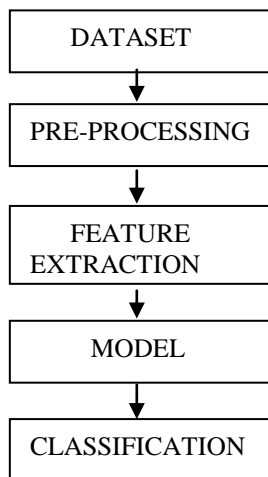 DATASET
PRE-PROCESSING
FEATURE
EXTRACTION
MODEL
CLASSIFICATION